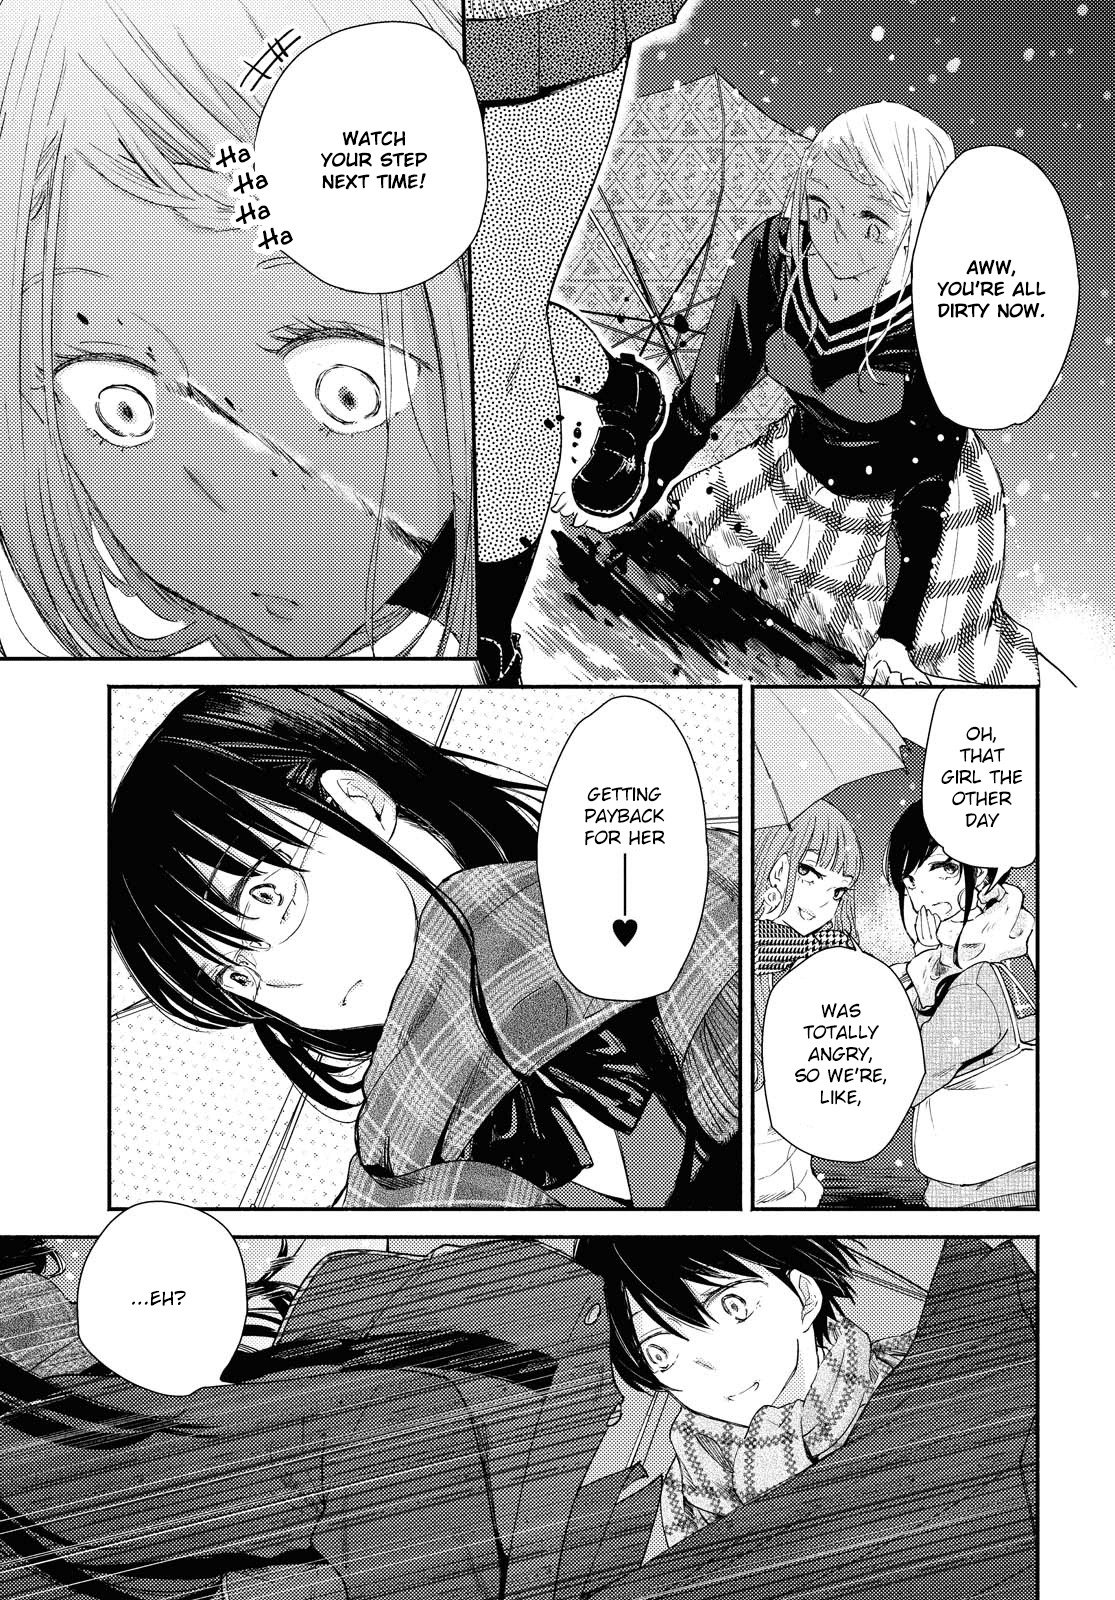 AWW,
YOU'RE ALL
DIRTY NOW.
WATCH
YOUR STEP
NEXT TIME!
Ha
Ha
Ha
Ha
OH,
THAT
GIRL THE
OTHER
DAY
WAS
TOTALLY
ANGRY,
SO WE'RE,
LIKE,
GETTING
PAYBACK
FOR HER
—♥
...EH?